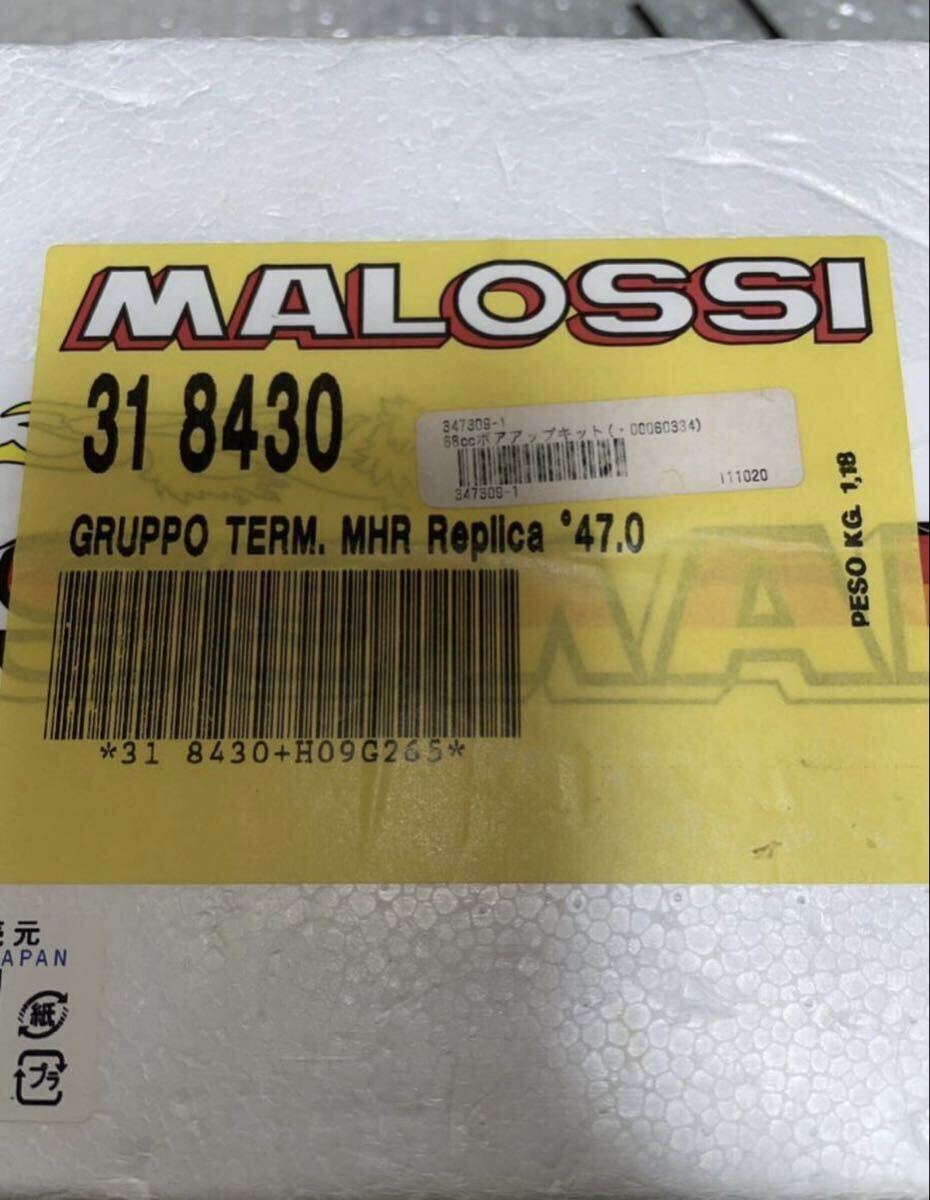 MALOSSI
31 8430
347309-1
68ccボアアップキット(-00060334)
347309-1
111020
GRUPPO TERM. MHR Replica °47.0
PESO KG. 1,18
*31 8430+H09G265*
売元
JAPAN
紙
プラ